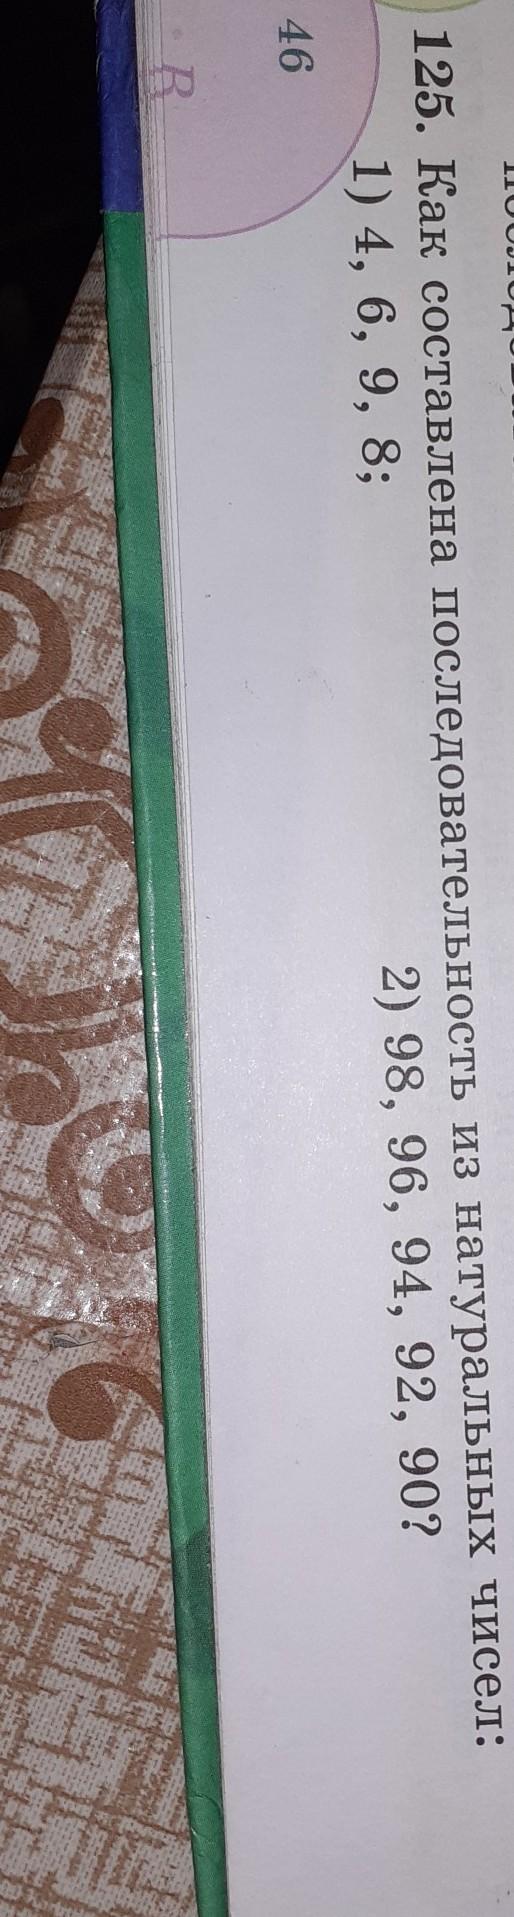 125. Как составлена последовательность из натуральных чисел:
1) 4, 6, 9, 8; 2) 98, 96, 94, 92, 90?
46
B